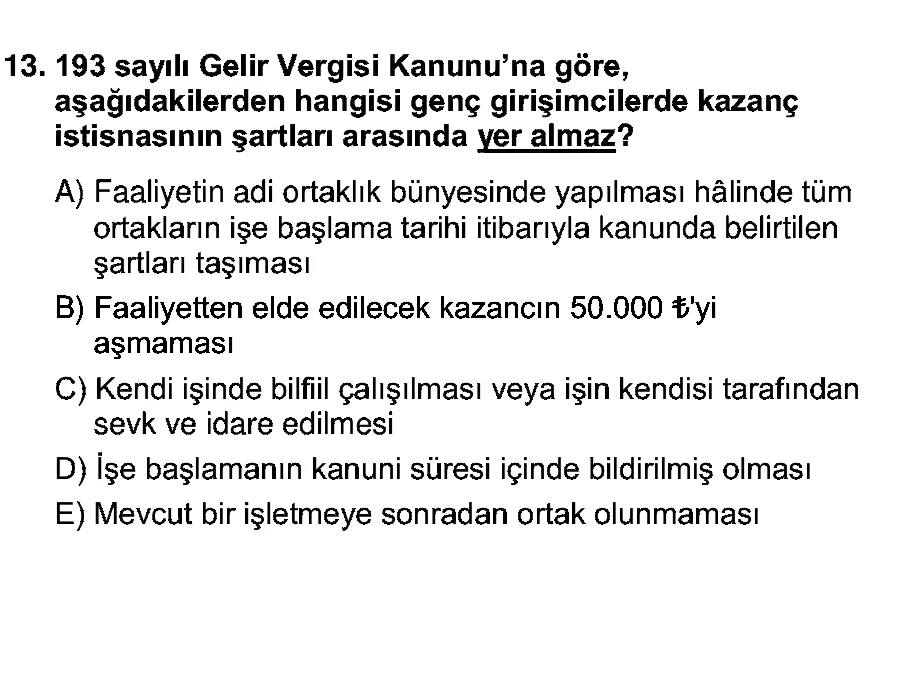 13. 193 sayılı Gelir Vergisi Kanunu’na göre,
aşağıdakilerden hangisi genç girişimcilerde kazanç
istisnasının şartları arasında yer almaz?
A) Faaliyetin adi ortaklık bünyesinde yapılması hâlinde tüm
ortakların işe başlama tarihi itibarıyla kanunda belirtilen
şartları taşıması
B) Faaliyetten elde edilecek kazancın 50.000 ₺'yi
aşmaması
C) Kendi işinde bilfiil çalışılması veya işin kendisi tarafından
sevk ve idare edilmesi
D) İşe başlamanın kanuni süresi içinde bildirilmiş olması
E) Mevcut bir işletmeye sonradan ortak olunmaması